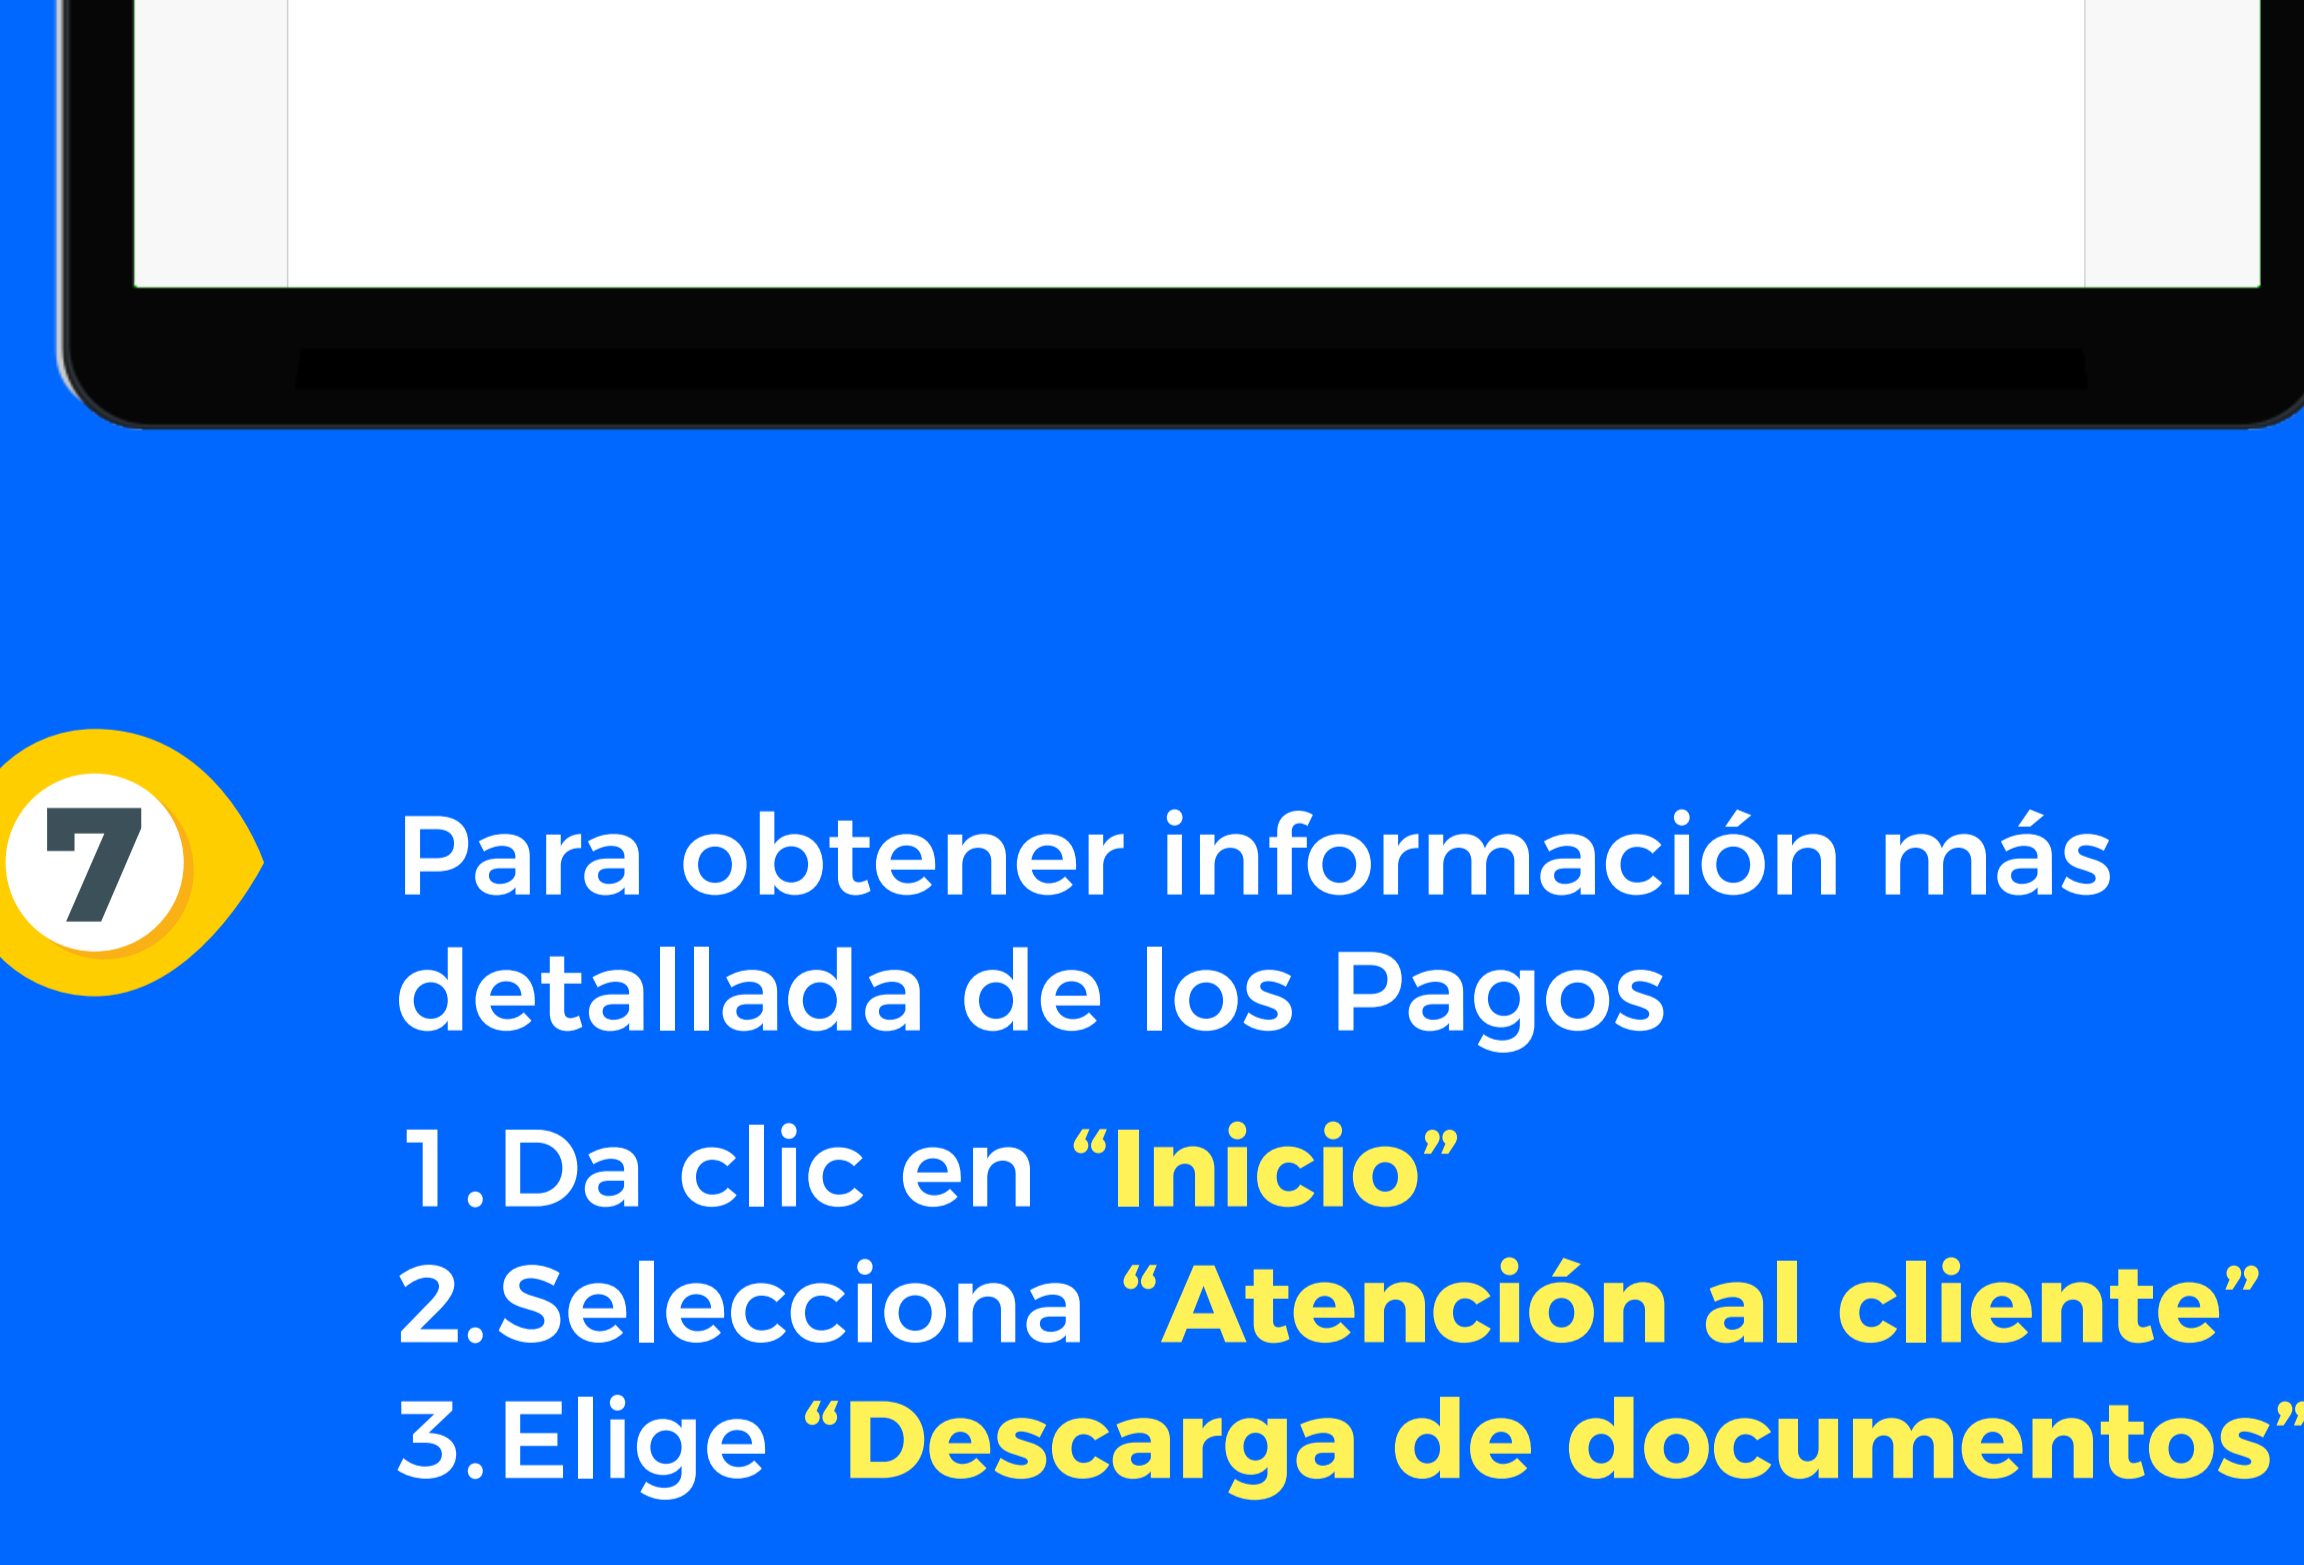 7
Para obtener información más
detallada de los Pagos
1.Da clic en “Inicio”
2.Selecciona “Atención al cliente”
3.Elige “Descarga de documentos”